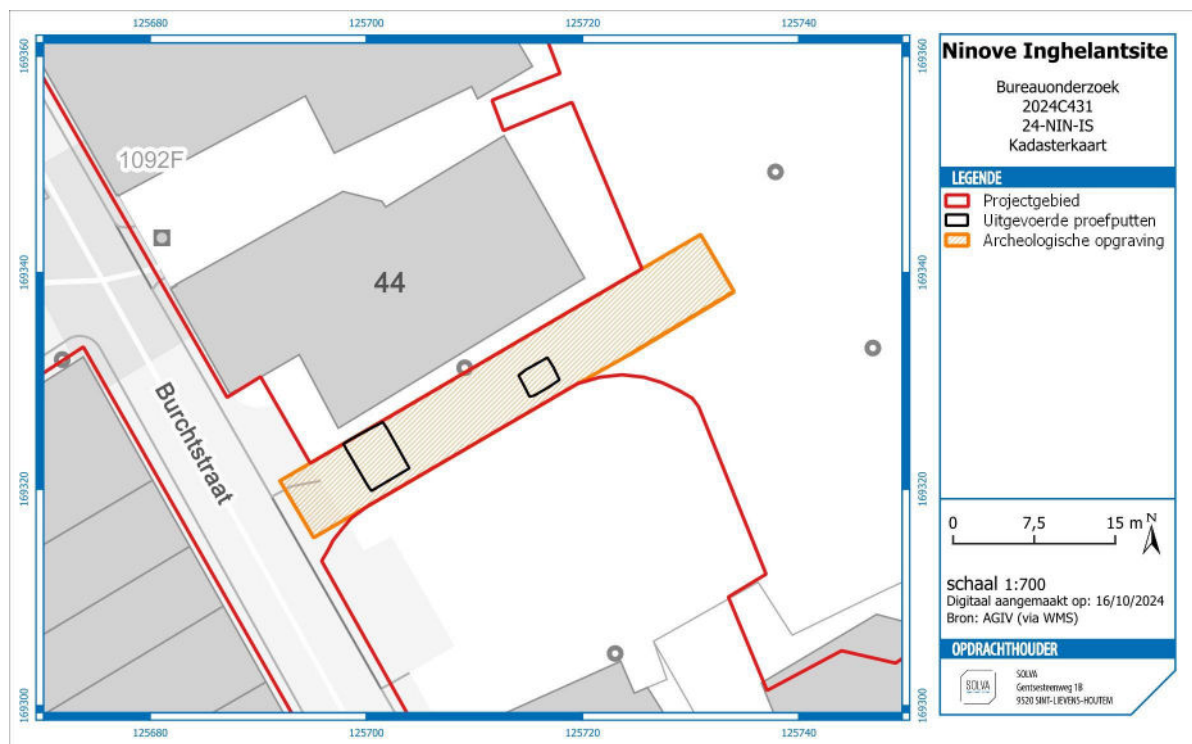 125680 125700 125720 125740
169360 169360
169340 169340
169320 169320
169300 169300
125680 125700 125720 125740
1092F
44
Burchtstraat
Ninove Inghelantsite
Bureauonderzoek
2024C431
24-NIN-IS
Kadasterkaart
LEGENDE
Projectgebied
Uitgevoerde proefputten
Archeologische opgraving
0 7,5 15 m N
schaal 1:700
Digitaal aangemaakt op: 16/10/2024
Bron: AGIV (via WMS)
OPDRACHTHOUDER
SOLVA
SOLVA
Gentsesteenweg 1B
9520 SINT-LIEVENS-HOUTEM